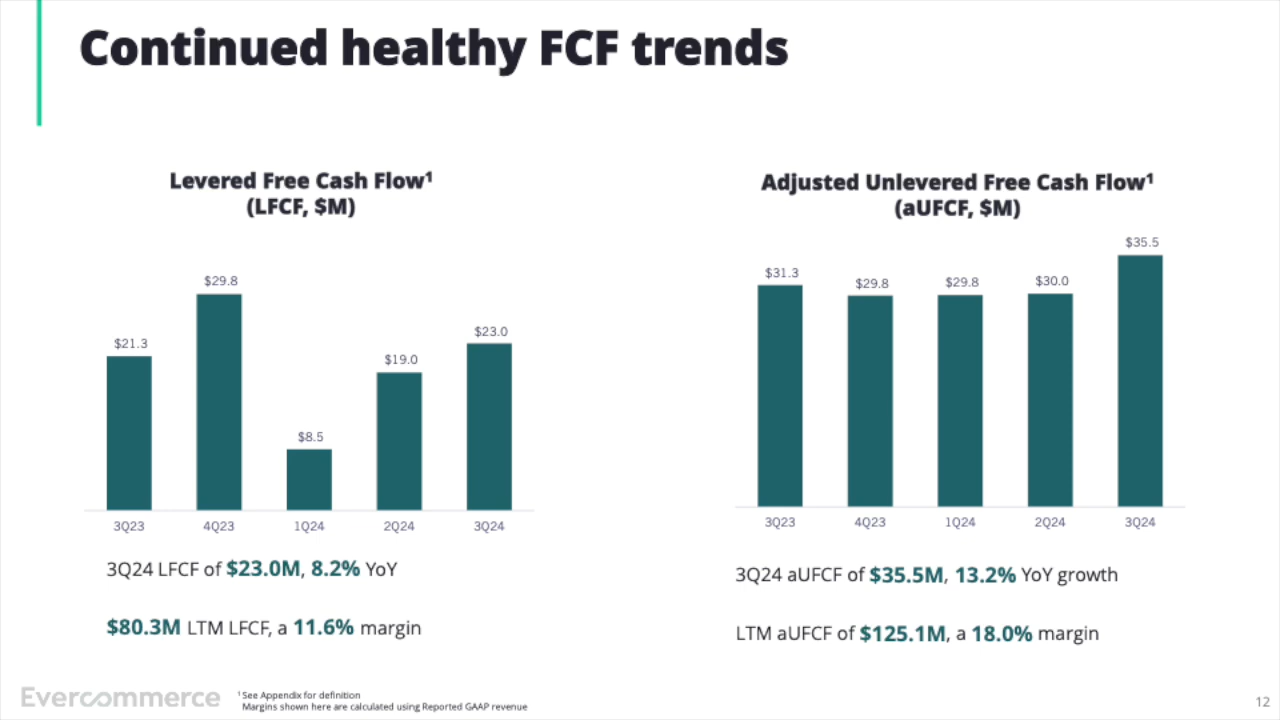 Continued healthy FCF trends
Levered Free Cash Flow¹
(LFCF, $M)
$21.3
$29.8
$8.5
$19.0
$23.0
3Q23
4Q23
1Q24
2Q24
3Q24
3Q24 LFCF of $23.0M, 8.2% YoY
$80.3M LTM LFCF, a 11.6% margin
Adjusted Unlevered Free Cash Flow¹
(aUFCF, $M)
$31.3
$29.8
$29.8
$30.0
$35.5
3Q23
4Q23
1Q24
2Q24
3Q24
3Q24 aUFCF of $35.5M, 13.2% YoY growth
LTM aUFCF of $125.1M, a 18.0% margin
Evercommerce
¹ See Appendix for definition
Margins shown here are calculated using Reported GAAP revenue
12